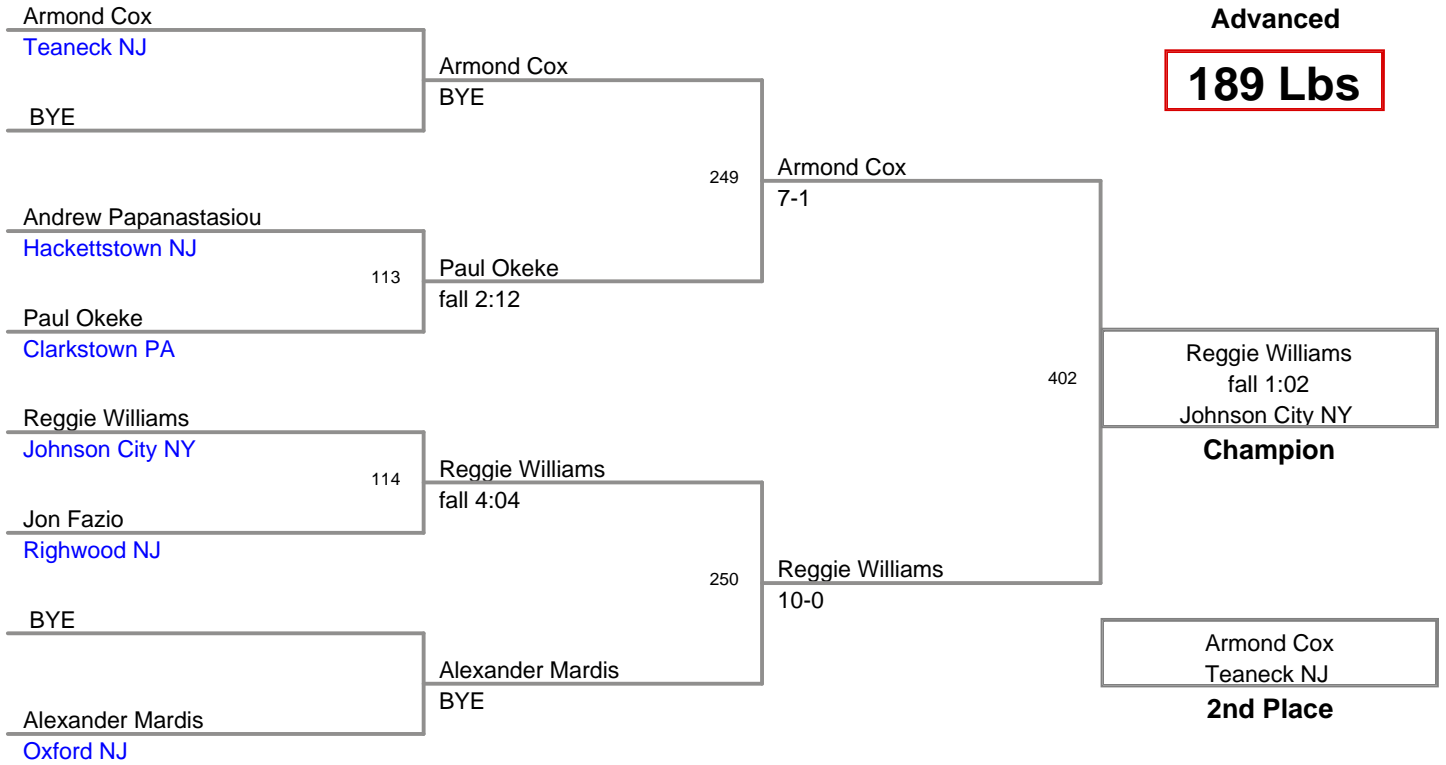 Armond Cox
Teaneck NJ
BYE
Andrew Papanastasiou
Hackettstown NJ
113
Paul Okeke
Clarkstown PA
Reggie Williams
Johnson City NY
114
Jon Fazio
Righwood NJ
BYE
Alexander Mardis
Oxford NJ
Armond Cox
BYE
249
Paul Okeke
fall 2:12
Reggie Williams
fall 4:04
250
Alexander Mardis
BYE
Armond Cox
7-1
402
Reggie Williams
10-0
Advanced
189 Lbs
Reggie Williams
fall 1:02
Johnson City NY
Champion
Armond Cox
Teaneck NJ
2nd Place